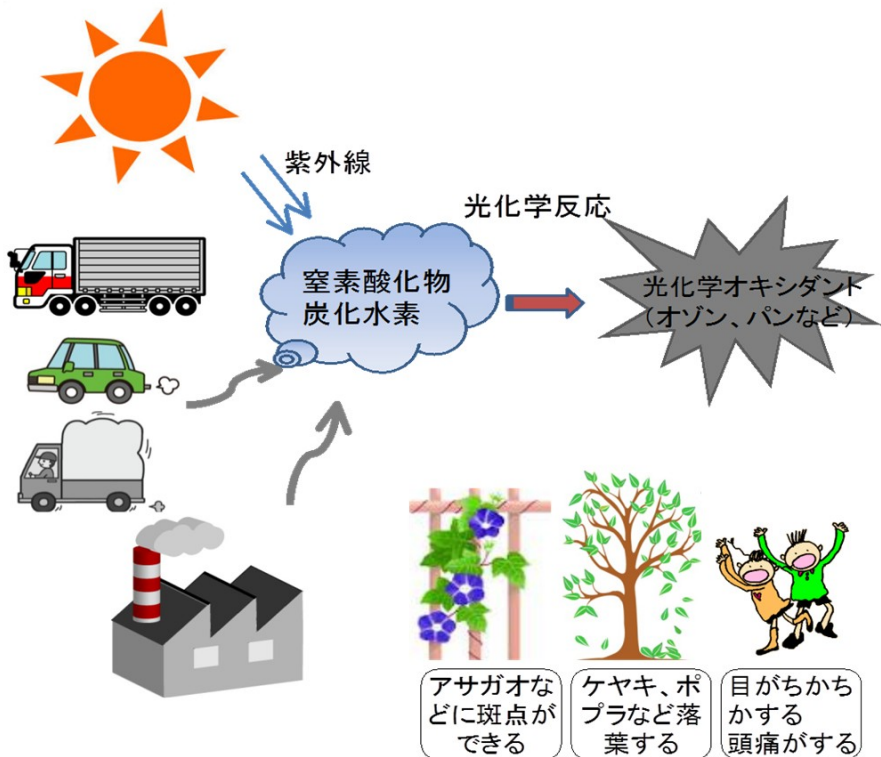 紫外線
光化学反応
窒素酸化物
炭化水素
光化学オキシダント
（オゾン、パンなど）
アサガオな
どに斑点が
できる
ケヤキ、ポ
プラなど落
葉する
目がちかち
かする
頭痛がする